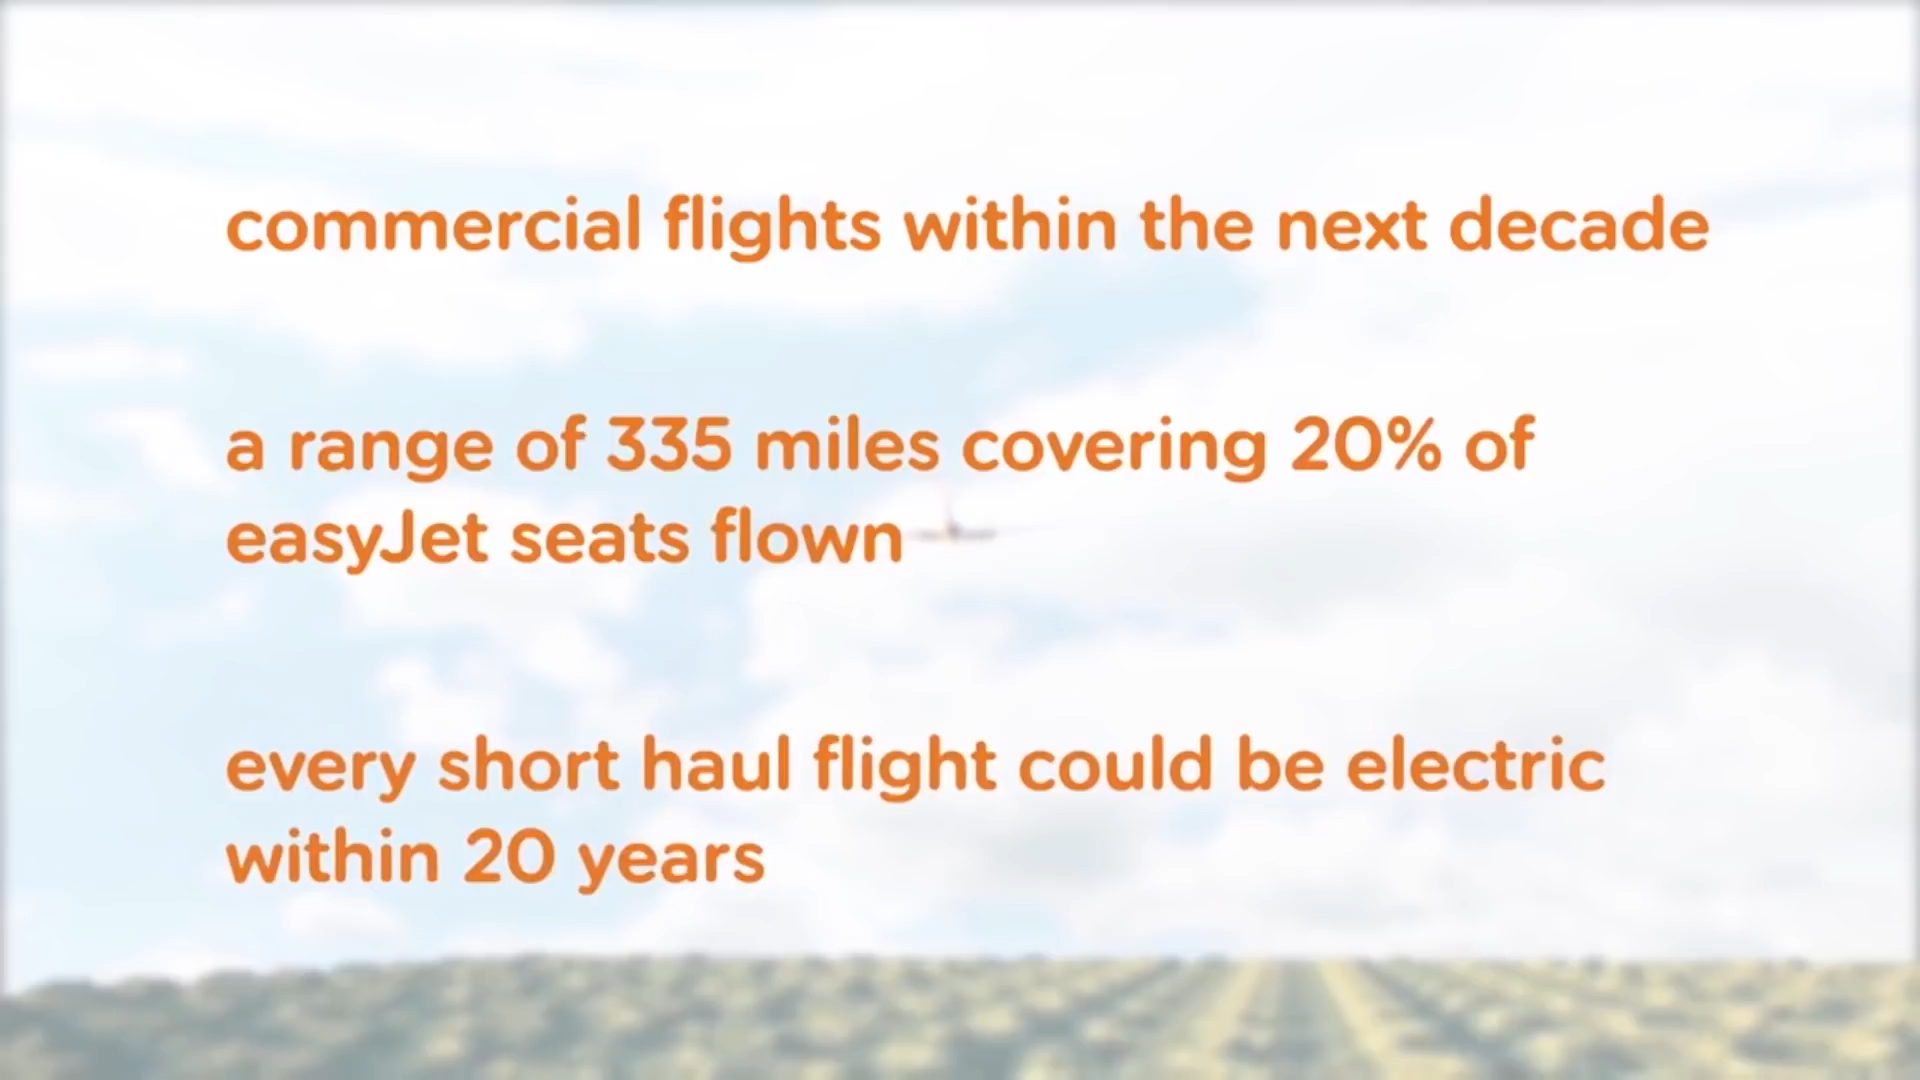 commercial flights within the next decade
a range of 335 miles covering 20% of
easyJet seats flown
every short haul flight could be electric
within 20 years